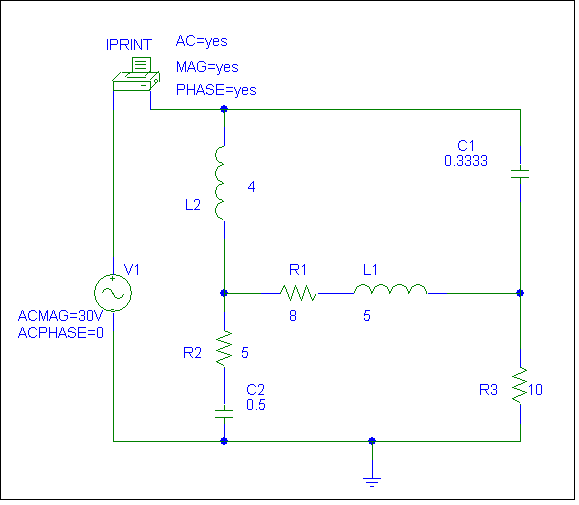 IPRINT
AC=yes
MAG=yes
PHASE=yes
C1
0.3333
L2
4
V1
R1
L1
ACMAG=30V
ACPHASE=0
8
5
R2
5
C2
0.5
R3
10